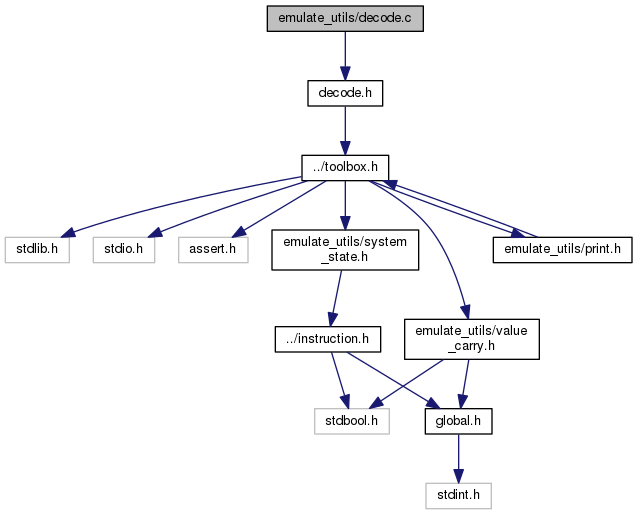 emulate_utils/decode.c
decode.h
../toolbox.h
stdlib.h
stdio.h
assert.h
emulate_utils/system
_state.h
emulate_utils/print.h
../instruction.h
emulate_utils/value
_carry.h
stdbool.h
global.h
stdint.h